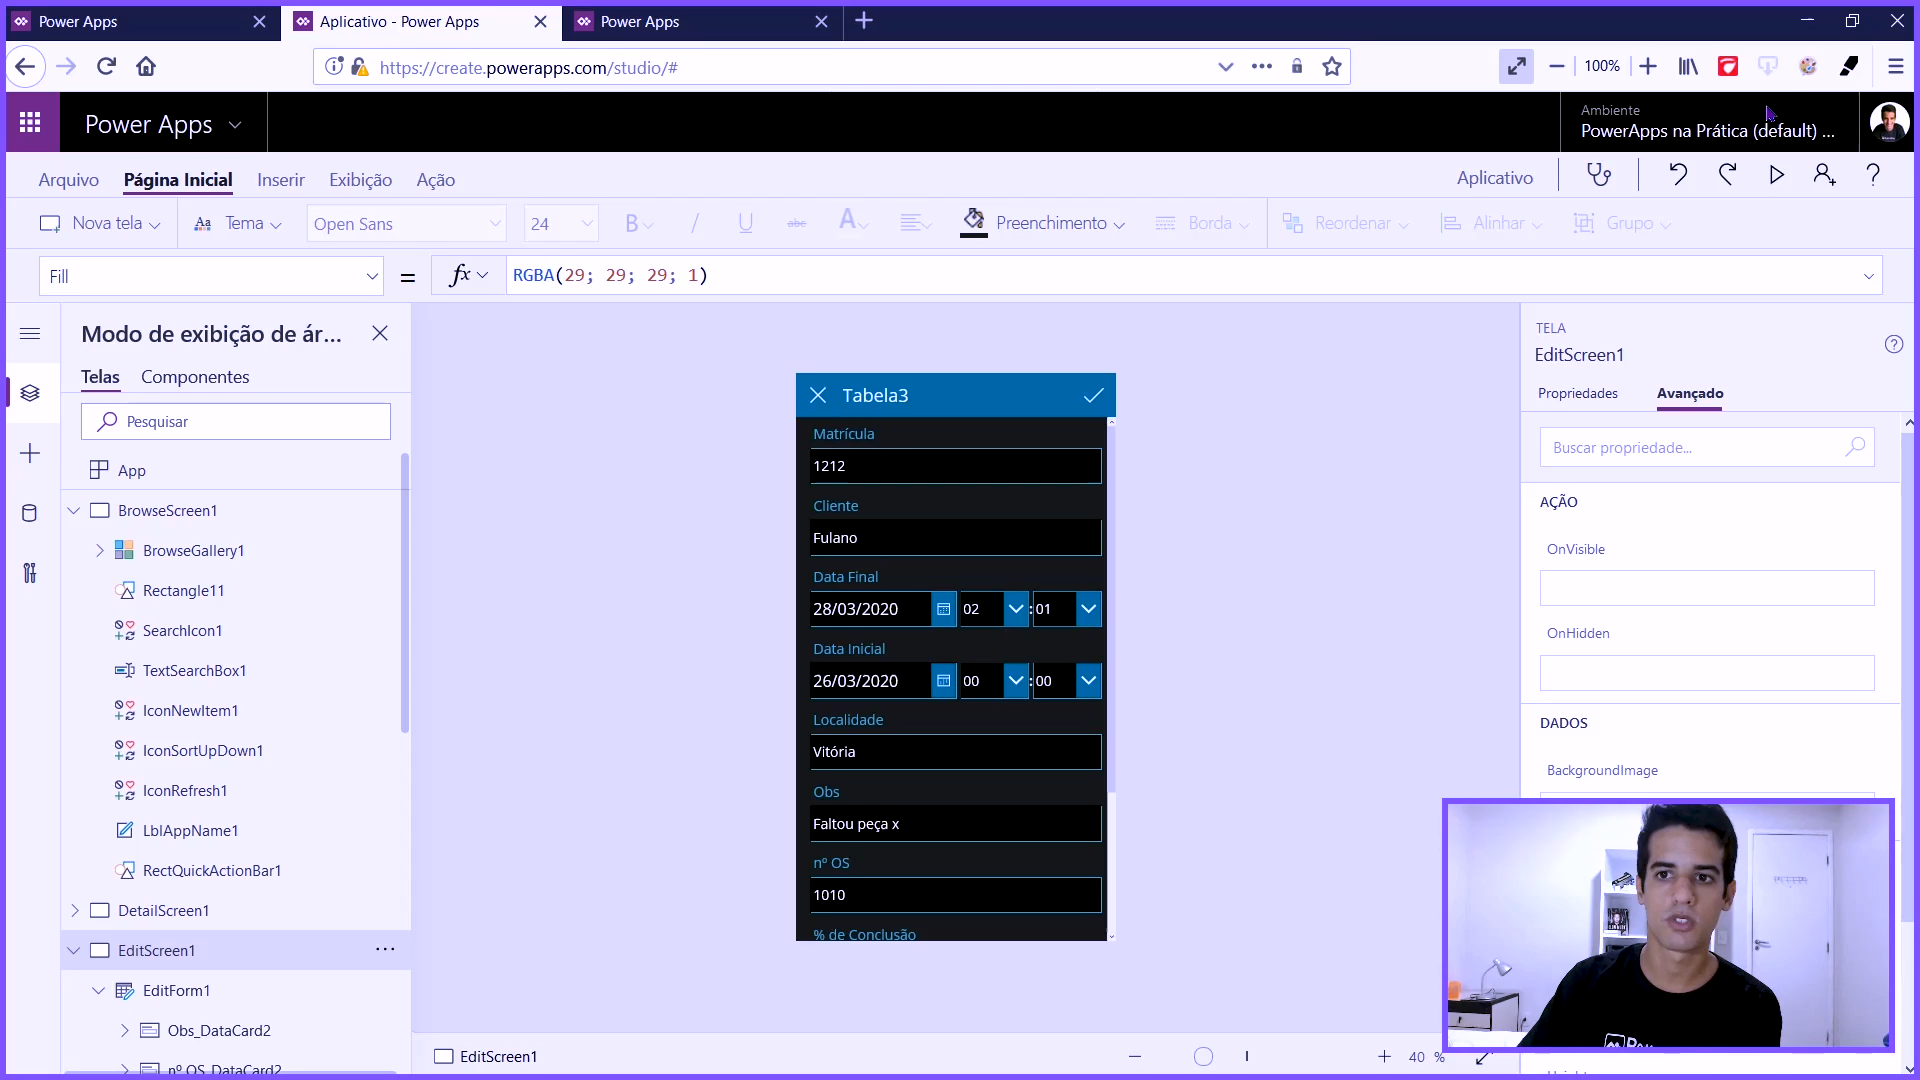 Power Apps
Aplicativo - Power Apps
Power Apps
https://create.powerapps.com/studio/#
100%
Power Apps
Ambiente
PowerApps na Prática (default) ...
Arquivo
Página Inicial
Inserir
Exibição
Ação
Aplicativo
Nova tela
Tema
Open Sans
24
Preenchimento
Borda
Reordenar
Alinhar
Grupo
Fill
=
fx
RGBA(29; 29; 29; 1)
Modo de exibição de ár...
Telas
Componentes
Pesquisar
App
BrowseScreen1
BrowseGallery1
Rectangle11
SearchIcon1
TextSearchBox1
IconNewItem1
IconSortUpDown1
IconRefresh1
LblAppName1
RectQuickActionBar1
DetailScreen1
EditScreen1
EditForm1
Obs_DataCard2
nº OS_DataCard2
Tabela3
Matrícula
1212
Cliente
Fulano
Data Final
28/03/2020
02
:
01
Data Inicial
26/03/2020
00
:
00
Localidade
Vitória
Obs
Faltou peça x
nº OS
1010
% de Conclusão
EditScreen1
40 %
TELA
EditScreen1
Propriedades
Avançado
Buscar propriedade...
AÇÃO
OnVisible
OnHidden
DADOS
BackgroundImage